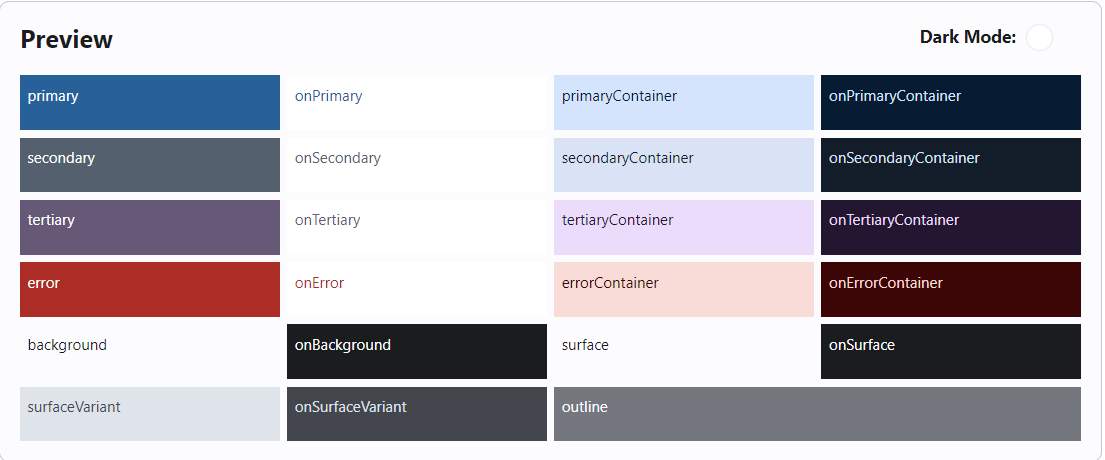 Preview
Dark Mode:
primary onPrimary primaryContainer onPrimaryContainer
secondary onSecondary secondaryContainer onSecondaryContainer
tertiary onTertiary tertiaryContainer onTertiaryContainer
error onError errorContainer onErrorContainer
background onBackground surface onSurface
surfaceVariant onSurfaceVariant outline